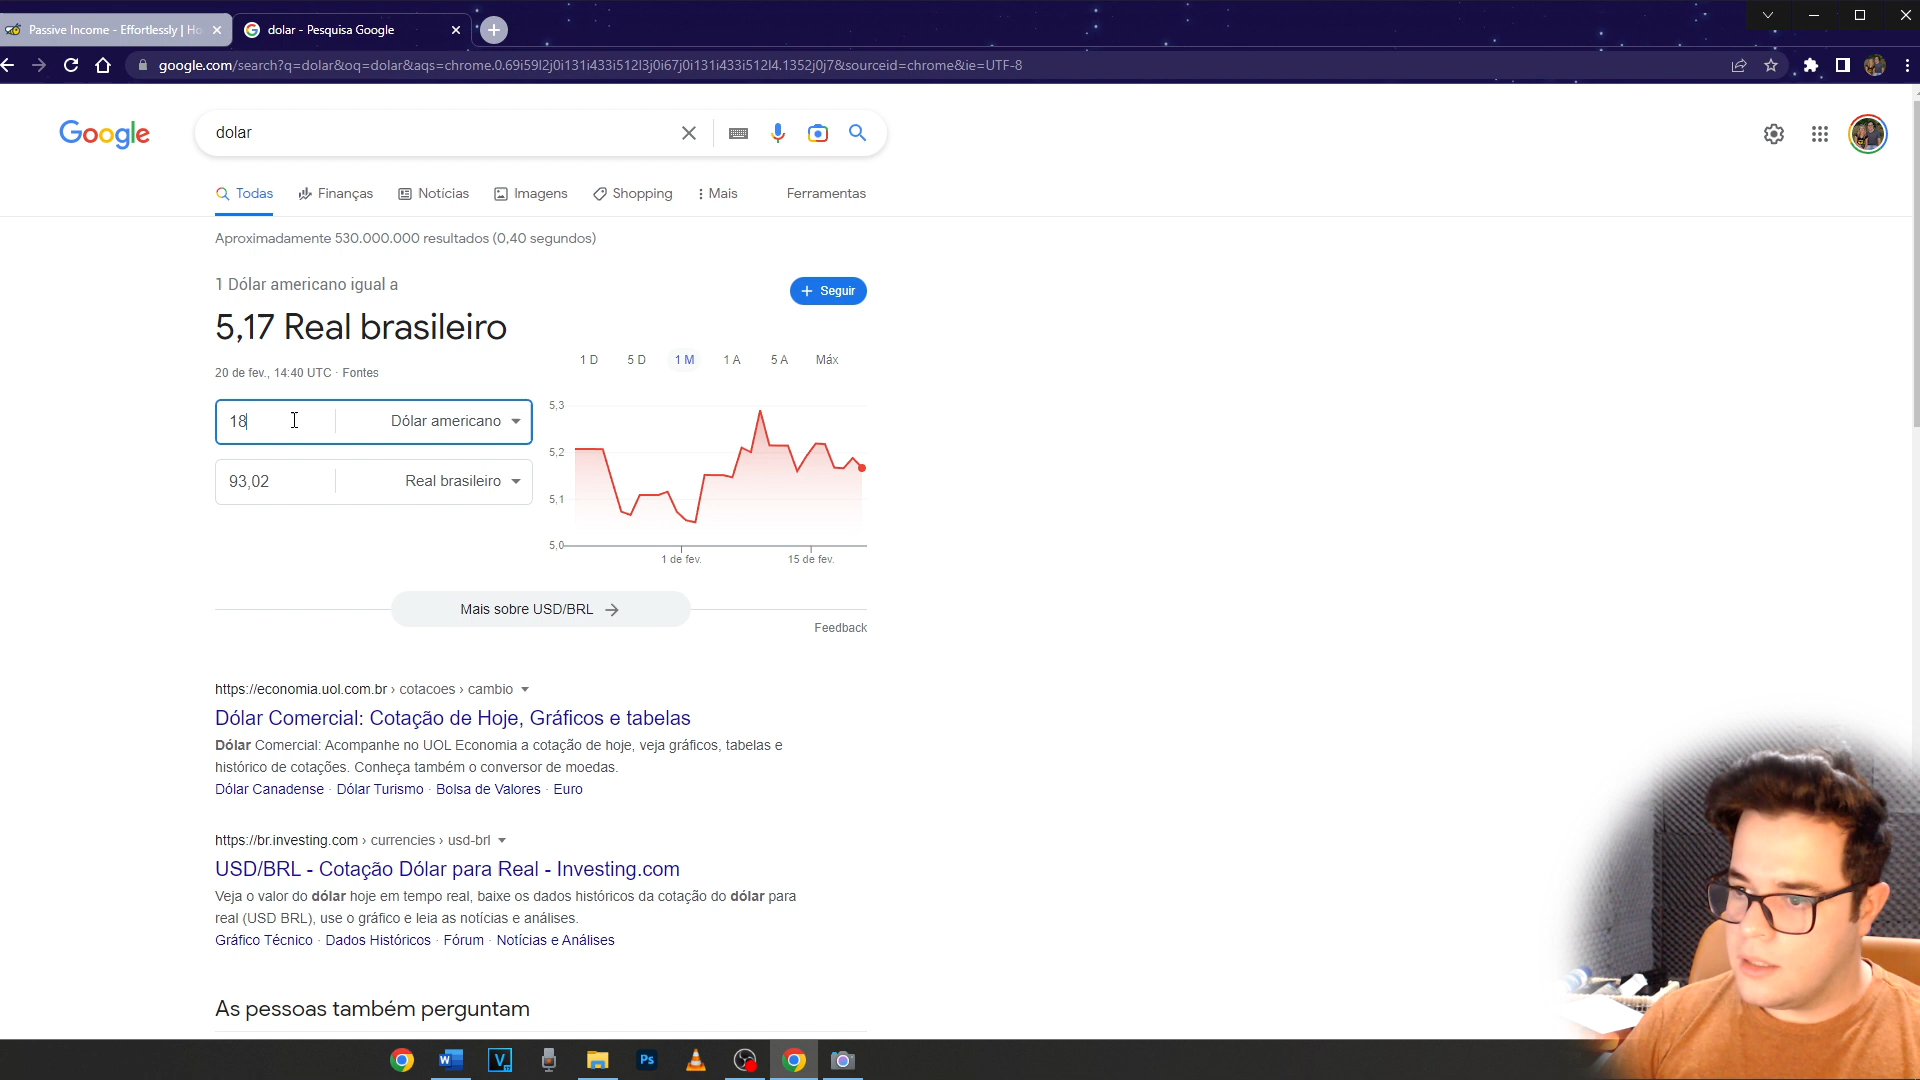 Passive Income - Effortlessly | Ho
dolar - Pesquisa Google
google.com/search?q=dolar&oq=dolar&aqs=chrome.0.69i59l2j0i131i433i512l3j0i67j0i131i433i512l4.1352j0j7&sourceid=chrome&ie=UTF-8
Google
dolar
Todas
Finanças
Notícias
Imagens
Shopping
Mais
Ferramentas
Aproximadamente 530.000.000 resultados (0,40 segundos)
1 Dólar americano igual a
Seguir
5,17 Real brasileiro
1 D 5 D 1 M 1 A 5 A Máx
20 de fev., 14:40 UTC · Fontes
18 Dólar americano
93,02 Real brasileiro
5,3
5,2
5,1
5,0
1 de fev. 15 de fev.
Mais sobre USD/BRL
Feedback
https://economia.uol.com.br › cotacoes › cambio
Dólar Comercial: Cotação de Hoje, Gráficos e tabelas
Dólar Comercial: Acompanhe no UOL Economia a cotação de hoje, veja gráficos, tabelas e
histórico de cotações. Conheça também o conversor de moedas.
Dólar Canadense · Dólar Turismo · Bolsa de Valores · Euro
https://br.investing.com › currencies › usd-brl
USD/BRL - Cotação Dólar para Real - Investing.com
Veja o valor do dólar hoje em tempo real, baixe os dados históricos da cotação do dólar para
real (USD BRL), use o gráfico e leia as notícias e análises.
Gráfico Técnico · Dados Históricos · Fórum · Notícias e Análises
As pessoas também perguntam
W
V
Ps